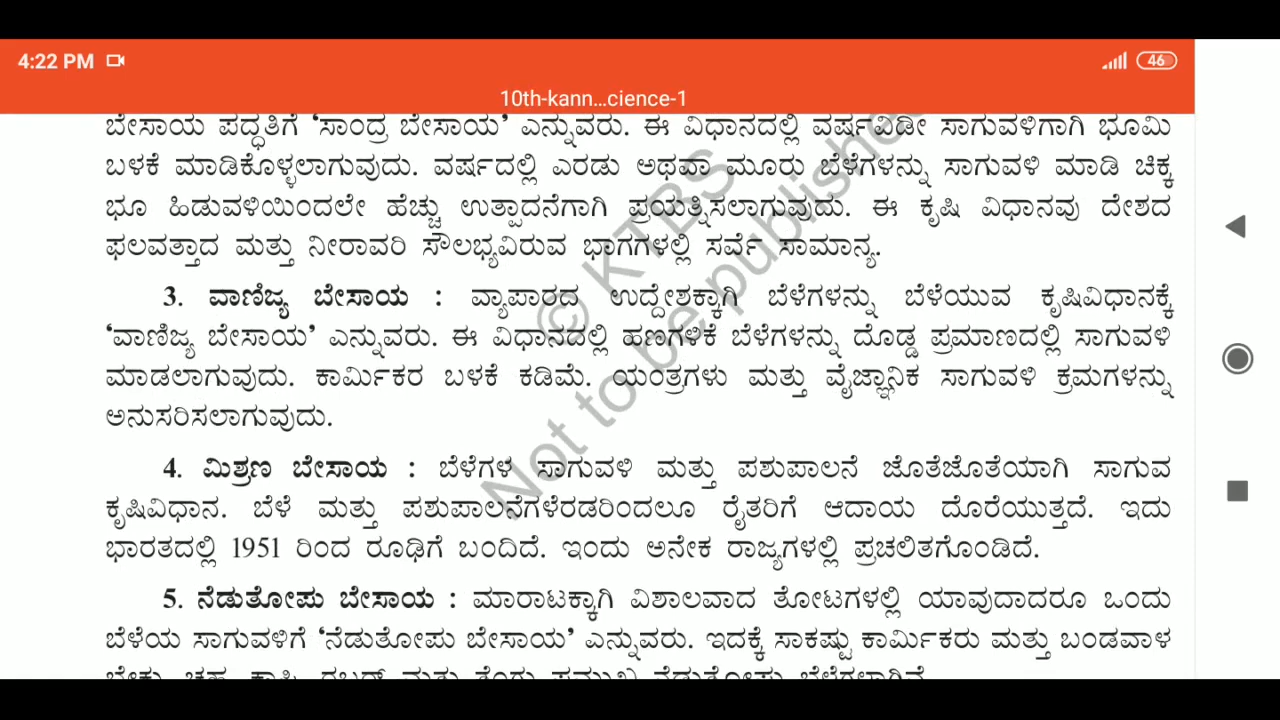 4:22 PM
46
10th-kann...cience-1
ಬೇಸಾಯ ಪದ್ಧತಿಗೆ ‘ಸಾಂದ್ರ ಬೇಸಾಯ’ ಎನ್ನುವರು. ಈ ವಿಧಾನದಲ್ಲಿ ವರ್ಷವಿಡೀ ಸಾಗುವಳಿಗಾಗಿ ಭೂಮಿ
ಬಳಕೆ ಮಾಡಿಕೊಳ್ಳಲಾಗುವುದು. ವರ್ಷದಲ್ಲಿ ಎರಡು ಅಥವಾ ಮೂರು ಬೆಳೆಗಳನ್ನು ಸಾಗುವಳಿ ಮಾಡಿ ಚಿಕ್ಕ
ಭೂ ಹಿಡುವಳಿಯಿಂದಲೇ ಹೆಚ್ಚು ಉತ್ಪಾದನೆಗಾಗಿ ಪ್ರಯತ್ನಿಸಲಾಗುವುದು. ಈ ಕೃಷಿ ವಿಧಾನವು ದೇಶದ
ಫಲವತ್ತಾದ ಮತ್ತು ನೀರಾವರಿ ಸೌಲಭ್ಯವಿರುವ ಭಾಗಗಳಲ್ಲಿ ಸರ್ವೆ ಸಾಮಾನ್ಯ.
3. ವಾಣಿಜ್ಯ ಬೇಸಾಯ : ವ್ಯಾಪಾರದ ಉದ್ದೇಶಕ್ಕಾಗಿ ಬೆಳೆಗಳನ್ನು ಬೆಳೆಯುವ ಕೃಷಿವಿಧಾನಕ್ಕೆ
‘ವಾಣಿಜ್ಯ ಬೇಸಾಯ’ ಎನ್ನುವರು. ಈ ವಿಧಾನದಲ್ಲಿ ಹಣಗಳಿಕೆ ಬೆಳೆಗಳನ್ನು ದೊಡ್ಡ ಪ್ರಮಾಣದಲ್ಲಿ ಸಾಗುವಳಿ
ಮಾಡಲಾಗುವುದು. ಕಾರ್ಮಿಕರ ಬಳಕೆ ಕಡಿಮೆ. ಯಂತ್ರಗಳು ಮತ್ತು ವೈಜ್ಞಾನಿಕ ಸಾಗುವಳಿ ಕ್ರಮಗಳನ್ನು
ಅನುಸರಿಸಲಾಗುವುದು.
4. ಮಿಶ್ರಣ ಬೇಸಾಯ : ಬೆಳೆಗಳ ಸಾಗುವಳಿ ಮತ್ತು ಪಶುಪಾಲನೆ ಜೊತೆಜೊತೆಯಾಗಿ ಸಾಗುವ
ಕೃಷಿವಿಧಾನ. ಬೆಳೆ ಮತ್ತು ಪಶುಪಾಲನೆಗಳೆರಡರಿಂದಲೂ ರೈತರಿಗೆ ಆದಾಯ ದೊರೆಯುತ್ತದೆ. ಇದು
ಭಾರತದಲ್ಲಿ 1951 ರಿಂದ ರೂಢಿಗೆ ಬಂದಿದೆ. ಇಂದು ಅನೇಕ ರಾಜ್ಯಗಳಲ್ಲಿ ಪ್ರಚಲಿತಗೊಂಡಿದೆ.
5. ನೆಡುತೋಪು ಬೇಸಾಯ : ಮಾರಾಟಕ್ಕಾಗಿ ವಿಶಾಲವಾದ ತೋಟಗಳಲ್ಲಿ ಯಾವುದಾದರೂ ಒಂದು
ಬೆಳೆಯ ಸಾಗುವಳಿಗೆ ‘ನೆಡುತೋಪು ಬೇಸಾಯ’ ಎನ್ನುವರು. ಇದಕ್ಕೆ ಸಾಕಷ್ಟು ಕಾರ್ಮಿಕರು ಮತ್ತು ಬಂಡವಾಳ
© KTBS
Not to be published